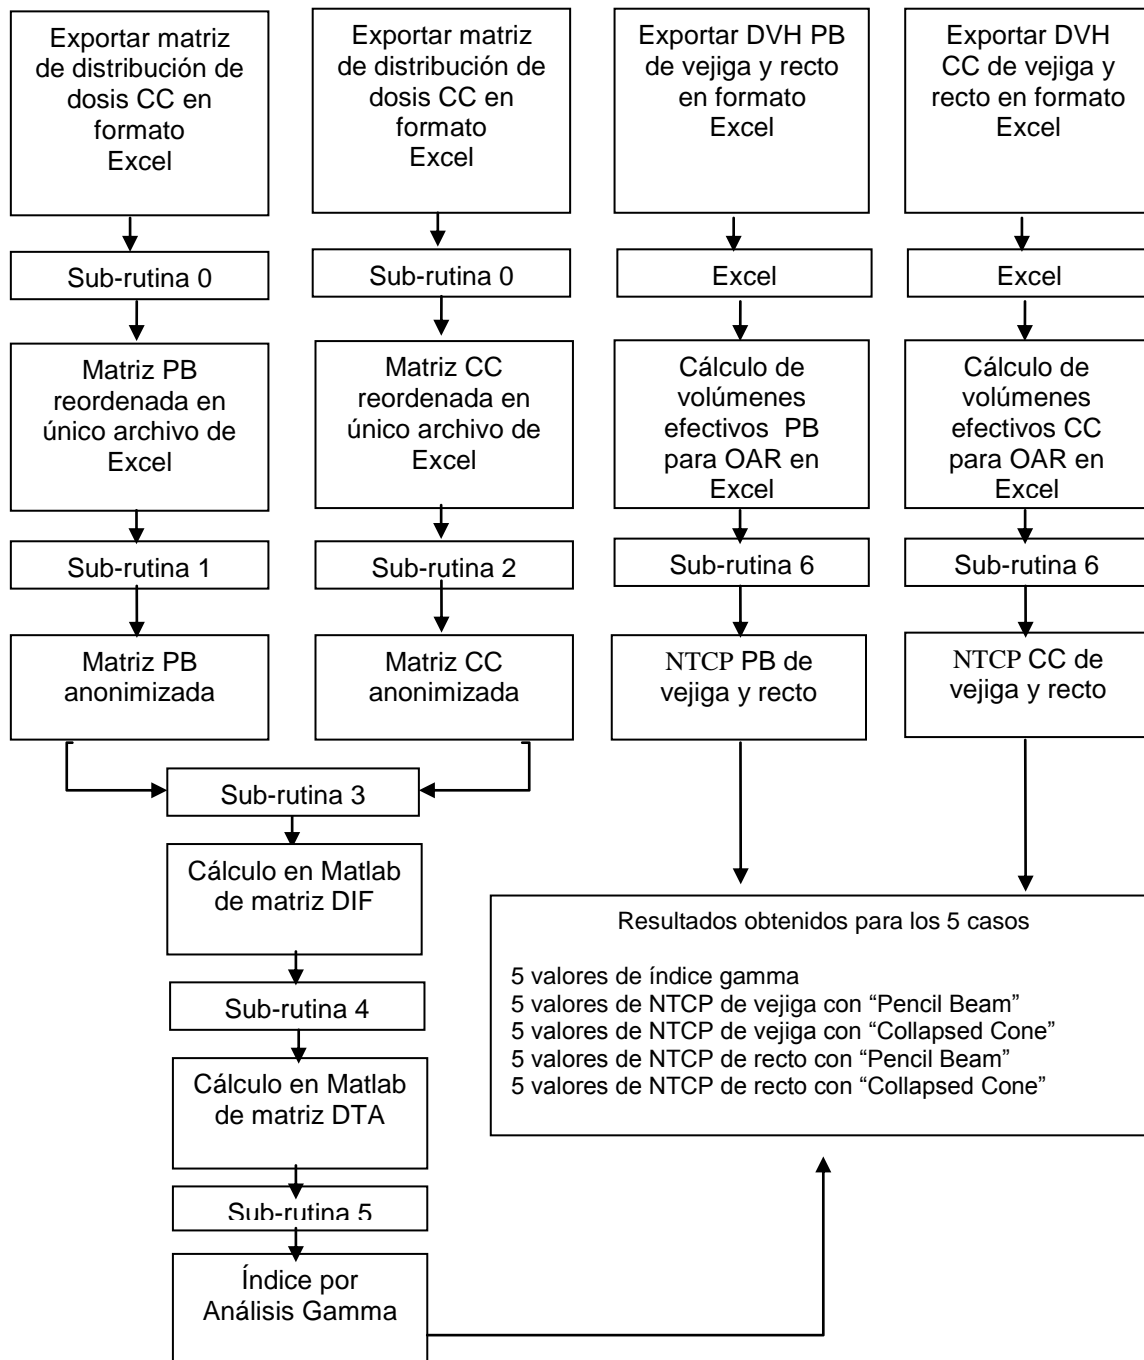 Exportar matriz
de distribución de
dosis CC en
formato
Excel
Exportar matriz
de distribución de
dosis CC en
formato
Excel
Exportar DVH PB
de vejiga y recto
en formato
Excel
Exportar DVH
CC de vejiga y
recto en formato
Excel
Sub-rutina 0
Sub-rutina 0
Excel
Excel
Matriz PB
reordenada en
único archivo de
Excel
Matriz CC
reordenada en
único archivo de
Excel
Cálculo de
volúmenes
efectivos PB
para OAR en
Excel
Cálculo de
volúmenes
efectivos CC
para OAR en
Excel
Sub-rutina 1
Sub-rutina 2
Sub-rutina 6
Sub-rutina 6
Matriz PB
anonimizada
Matriz CC
anonimizada
NTCP PB de
vejiga y recto
NTCP CC de
vejiga y recto
Sub-rutina 3
Cálculo en Matlab
de matriz DIF
Sub-rutina 4
Cálculo en Matlab
de matriz DTA
Sub-rutina 5
Índice por
Análisis Gamma
Resultados obtenidos para los 5 casos
5 valores de índice gamma
5 valores de NTCP de vejiga con “Pencil Beam”
5 valores de NTCP de vejiga con “Collapsed Cone”
5 valores de NTCP de recto con “Pencil Beam”
5 valores de NTCP de recto con “Collapsed Cone”